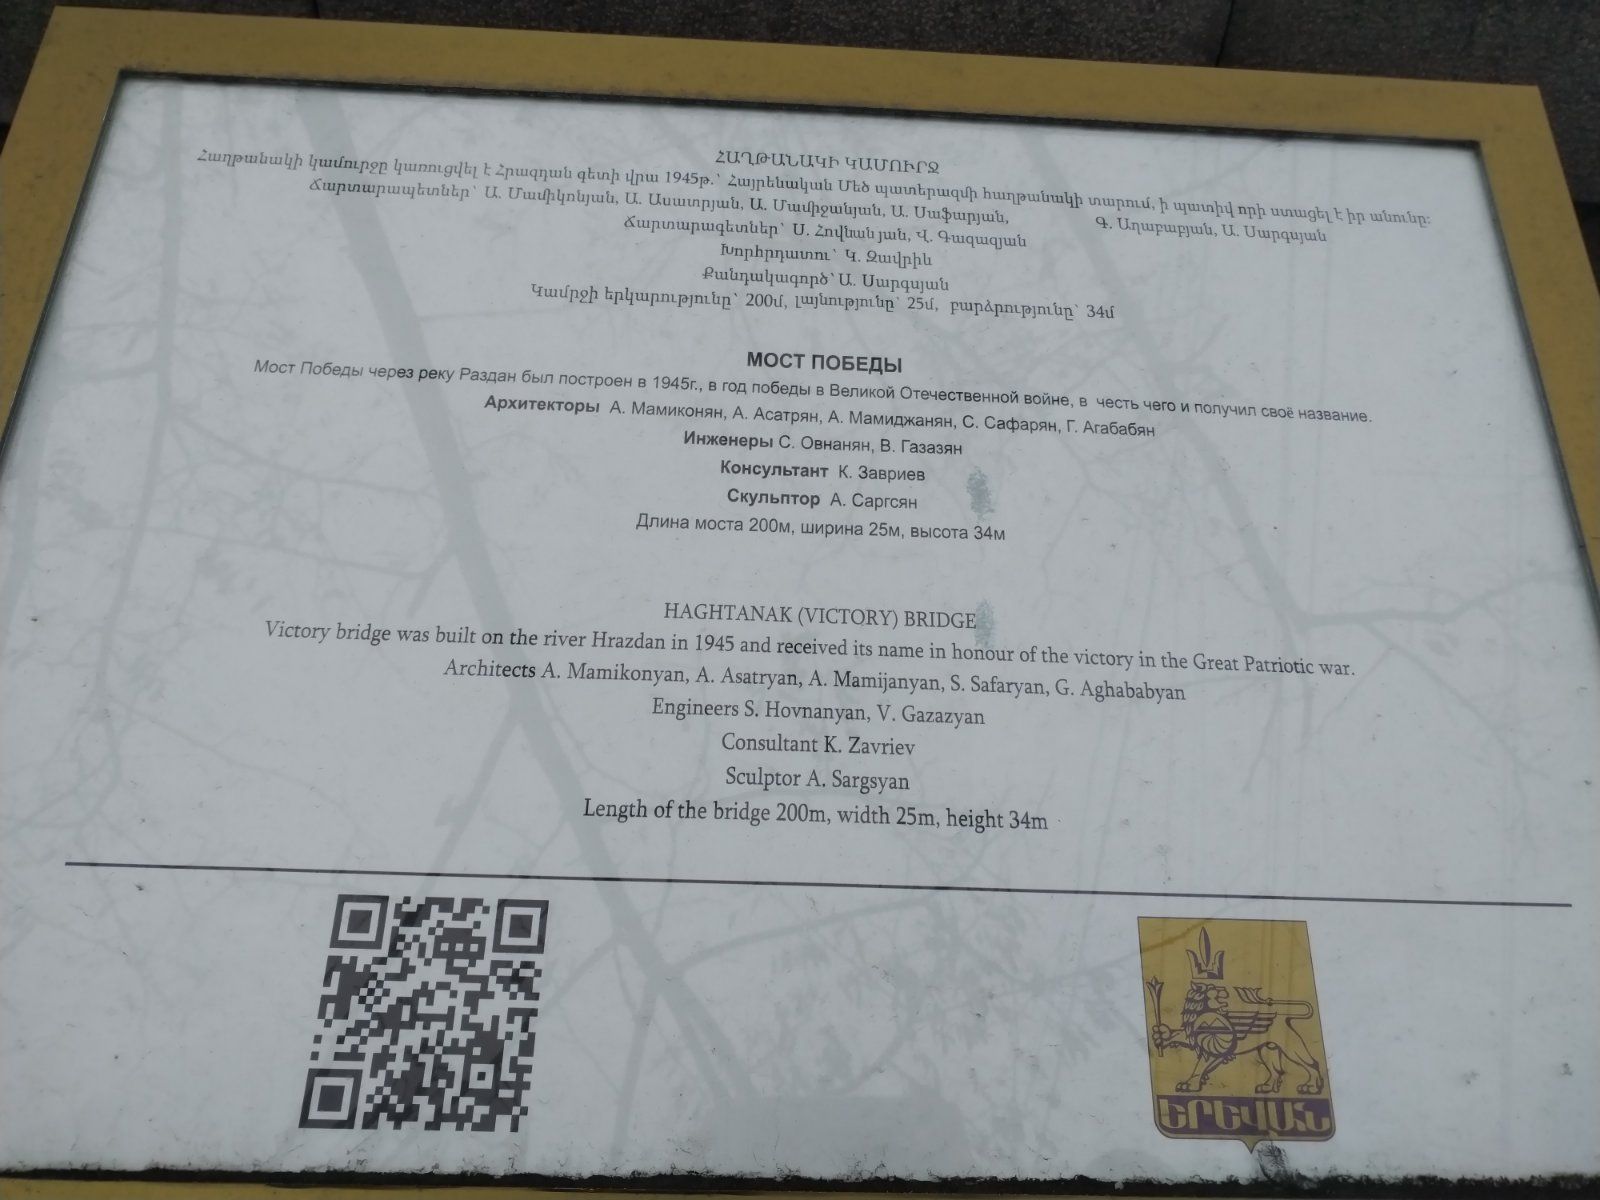 ՀԱՂԹԱՆԱԿԻ ԿԱՄՈՒՐՋ
Հաղթանակի կամուրջը կառուցվել է Հրազդան գետի վրա 1945թ.՝ Հայրենական Մեծ պատերազմի հաղթանակի տարում, ի պատիվ որի ստացել է իր անունը:
Ճարտարապետներ՝ Ա. Մամիկոնյան, Ա. Ասատրյան, Ա. Մամիջանյան, Ա. Սաֆարյան, Գ. Աղաբաբյան, Ա. Սարգսյան
Ճարտարագետներ՝ Ս. Հովնանյան, Վ. Գազազյան
Խորհրդատու՝ Կ. Զավրիև
Քանդակագործ՝ Ա. Սարգսյան
Կամրջի երկարությունը՝ 200մ, լայնությունը՝ 25մ, բարձրությունը՝ 34մ
МОСТ ПОБЕДЫ
Мост Победы через реку Раздан был построен в 1945г., в год победы в Великой Отечественной войне, в честь чего и получил своё название.
Архитекторы А. Мамиконян, А. Асатрян, А. Мамиджанян, С. Сафарян, Г. Агабабян
Инженеры С. Овнанян, В. Газазян
Консультант К. Завриев
Скульптор А. Саргсян
Длина моста 200м, ширина 25м, высота 34м
HAGHTANAK (VICTORY) BRIDGE
Victory bridge was built on the river Hrazdan in 1945 and received its name in honour of the victory in the Great Patriotic war.
Architects A. Mamikonyan, A. Asatryan, A. Mamijanyan, S. Safaryan, G. Aghababyan
Engineers S. Hovnanyan, V. Gazazyan
Consultant K. Zavriev
Sculptor A. Sargsyan
Length of the bridge 200m, width 25m, height 34m
ԵՐԵՎԱՆ